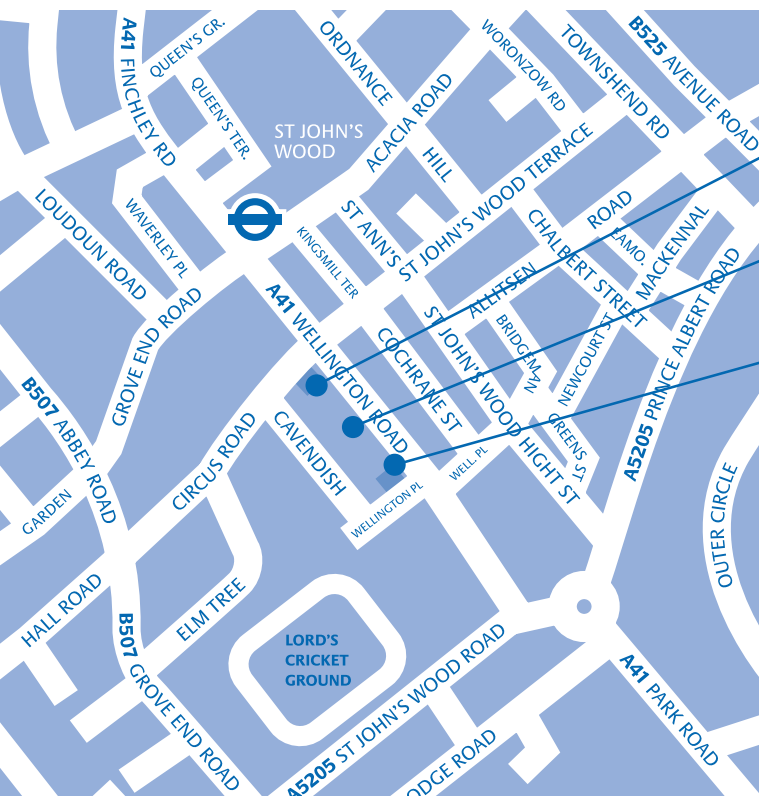 A41 FINCHLEY RD
QUEEN'S GR.
ORDNANCE
HILL
WORONZOW RD
TOWNSHEND RD
B525 AVENUE ROAD
QUEEN'S TER.
ST JOHN'S
WOOD
ACACIA ROAD
LOUDOUN ROAD
WAVERLEY PL
KINGSMILL TER
ST ANN'S
ST JOHN'S WOOD TERRACE
ALLITSEN
ROAD
CHALPERT STREET
EAMO.
MACKENNAL
A41 WELLINGTON ROAD
GROVE END ROAD
COCHRANE ST
ST JOHN'S WOOD HIGHT ST
BRIDGEMAN
NEWCOURT ST
GREENS ST
A5205 PRINCE ALBERT ROAD
B507 ABBEY ROAD
GARDEN
CIRCUS ROAD
CAVENDISH
WELL. PL
WELLINGTON PL
OUTER CIRCLE
HALL ROAD
ELM TREE
B507 GROVE END ROAD
LORD'S
CRICKET
GROUND
A5205 ST JOHN'S WOOD ROAD
A41 PARK ROAD
ODGE ROAD